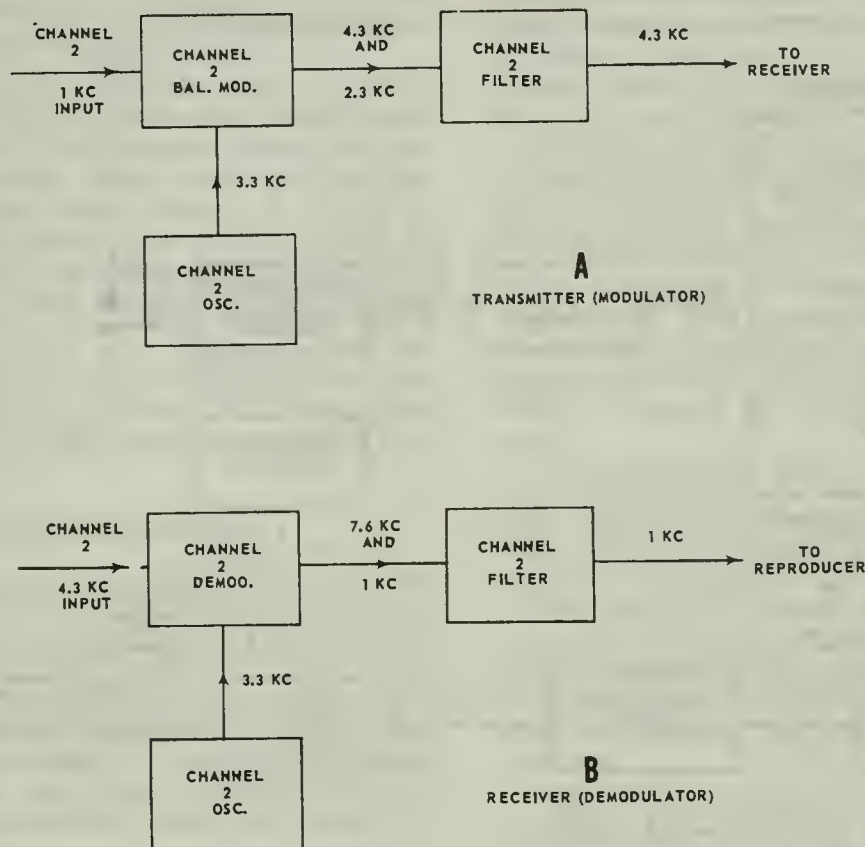 CHANNEL
2
1 KC
INPUT
CHANNEL
2
BAL. MOD.
4.3 KC
AND
2.3 KC
CHANNEL
2
FILTER
4.3 KC
TO
RECEIVER
3.3 KC
CHANNEL
2
OSC.
A
TRANSMITTER (MODULATOR)
CHANNEL
2
4.3 KC
INPUT
CHANNEL
2
DEMOO.
7.6 KC
AND
1 KC
CHANNEL
2
FILTER
1 KC
TO
REPRODUCER
3.3 KC
CHANNEL
2
OSC.
B
RECEIVER (DEMODULATOR)